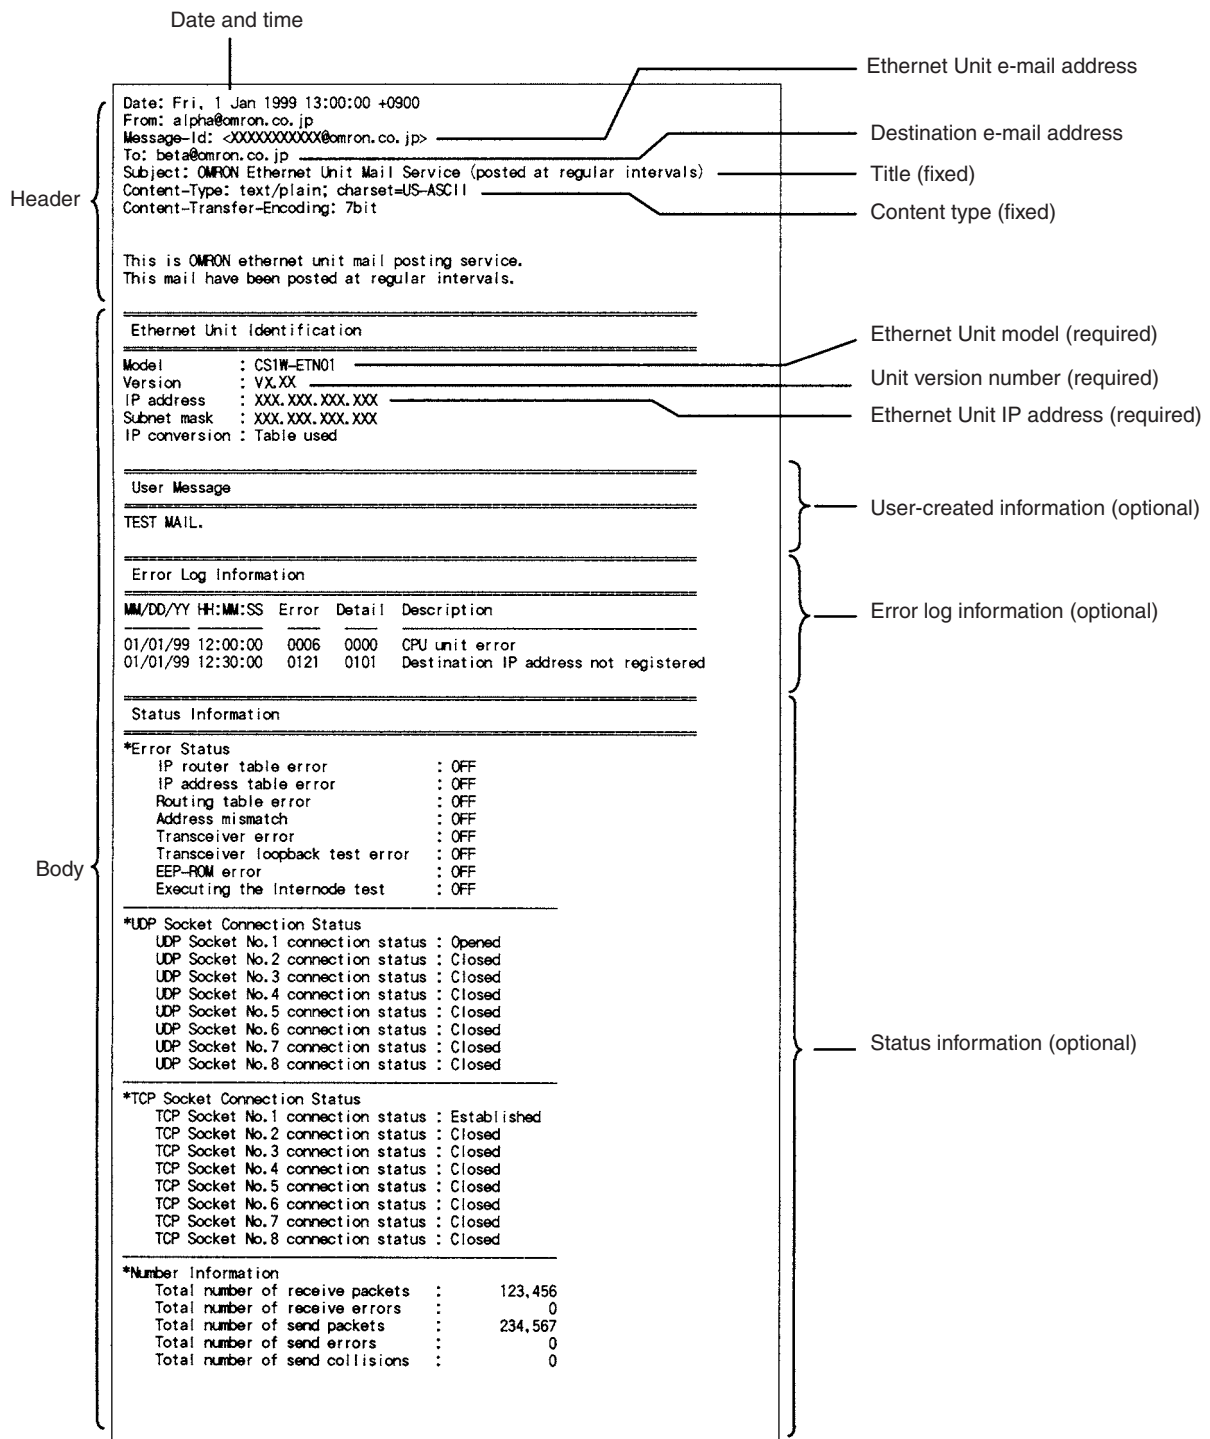 Date and time
Ethernet Unit e-mail address
Date: Fri, 1 Jan 1999 13:00:00 +0900
From: alpha@omron.co.jp
Message-Id: <XXXXXXXXXXX@omron.co.jp>
Destination e-mail address
To: beta@omron.co.jp
Subject: OMRON Ethernet Unit Mail Service (posted at regular intervals)
Title (fixed)
Content-Type: text/plain; charset=US-ASCII
Header
Content-Transfer-Encoding: 7bit
Content type (fixed)
This is OMRON ethernet unit mail posting service.
This mail have been posted at regular intervals.
Ethernet Unit Identification
Ethernet Unit model (required)
Model : CS1W-ETN01
Version : VX.XX
Unit version number (required)
IP address : XXX.XXX.XXX.XXX
Subnet mask : XXX.XXX.XXX.XXX
Ethernet Unit IP address (required)
IP conversion : Table used
User Message
User-created information (optional)
TEST MAIL.
Error Log Information
MM/DD/YY HH:MM:SS Error Detail Description
Error log information (optional)
01/01/99 12:00:00 0006 0000 CPU unit error
01/01/99 12:30:00 0121 0101 Destination IP address not registered
Status Information
*Error Status
IP router table error : OFF
IP address table error : OFF
Routing table error : OFF
Address mismatch : OFF
Transceiver error : OFF
Transceiver loopback test error : OFF
Body
EEP-ROM error : OFF
Executing the Internode test : OFF
*UDP Socket Connection Status
UDP Socket No.1 connection status : Opened
UDP Socket No.2 connection status : Closed
UDP Socket No.3 connection status : Closed
UDP Socket No.4 connection status : Closed
UDP Socket No.5 connection status : Closed
UDP Socket No.6 connection status : Closed
UDP Socket No.7 connection status : Closed
Status information (optional)
UDP Socket No.8 connection status : Closed
*TCP Socket Connection Status
TCP Socket No.1 connection status : Established
TCP Socket No.2 connection status : Closed
TCP Socket No.3 connection status : Closed
TCP Socket No.4 connection status : Closed
TCP Socket No.5 connection status : Closed
TCP Socket No.6 connection status : Closed
TCP Socket No.7 connection status : Closed
TCP Socket No.8 connection status : Closed
*Number Information
Total number of receive packets : 123,456
Total number of receive errors : 0
Total number of send packets : 234,567
Total number of send errors : 0
Total number of send collisions : 0